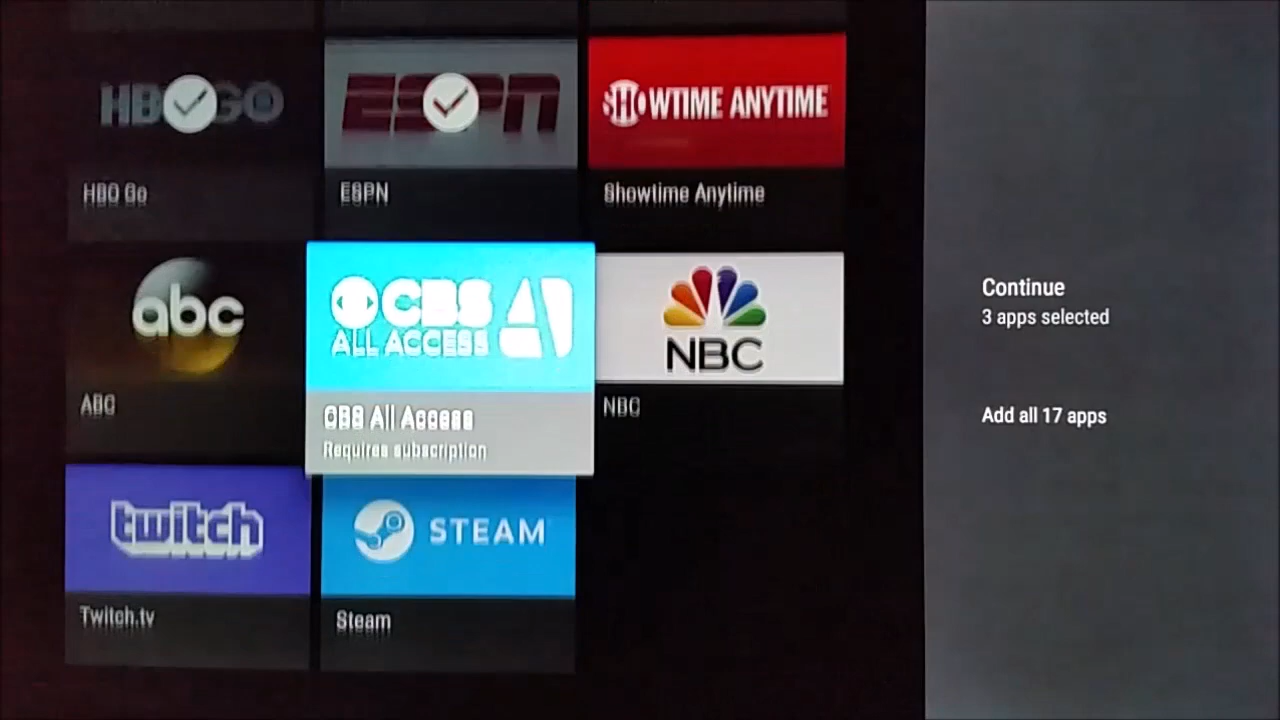 HBO GO
ESPN
SHOWTIME ANYTIME
HBO Go
ESPN
Showtime Anytime
abc
CBS
ALL ACCESS
NBC
ABC
CBS All Access
Requires subscription
NBC
twitch
STEAM
Twitch.tv
Steam
Continue
3 apps selected
Add all 17 apps